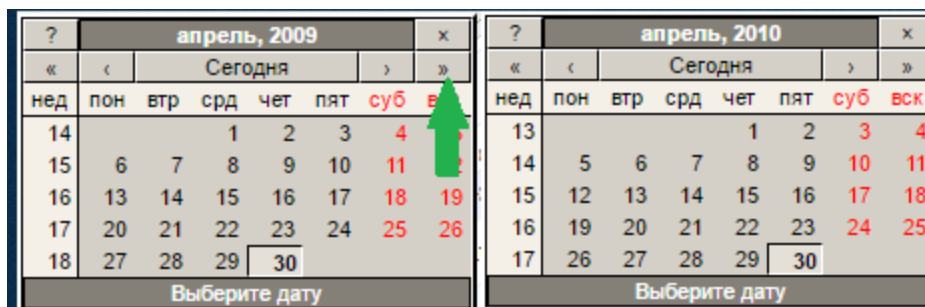 ? апрель, 2009 ×
« ‹ Сегодня › »
нед пон втр срд чет пят суб
14 1 2 3 4
15 6 7 8 9 10 11
16 13 14 15 16 17 18 19
17 20 21 22 23 24 25 26
18 27 28 29 30
Выберите дату
? апрель, 2010 ×
« ‹ Сегодня › »
нед пон втр срд чет пят суб вск
13 1 2 3 4
14 5 6 7 8 9 10 11
15 12 13 14 15 16 17 18
16 19 20 21 22 23 24 25
17 26 27 28 29 30
Выберите дату